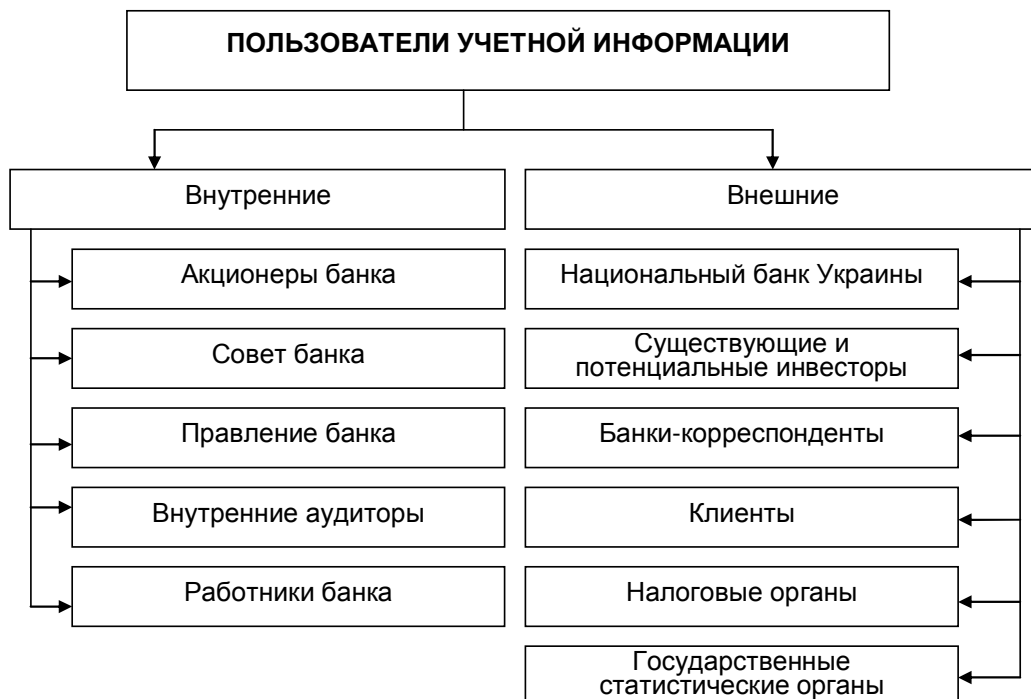 ПОЛЬЗОВАТЕЛИ УЧЕТНОЙ ИНФОРМАЦИИ
Внутренние
Акционеры банка
Совет банка
Правление банка
Внутренние аудиторы
Работники банка
Внешние
Национальный банк Украины
Существующие и
потенциальные инвесторы
Банки-корреспонденты
Клиенты
Налоговые органы
Государственные
статистические органы